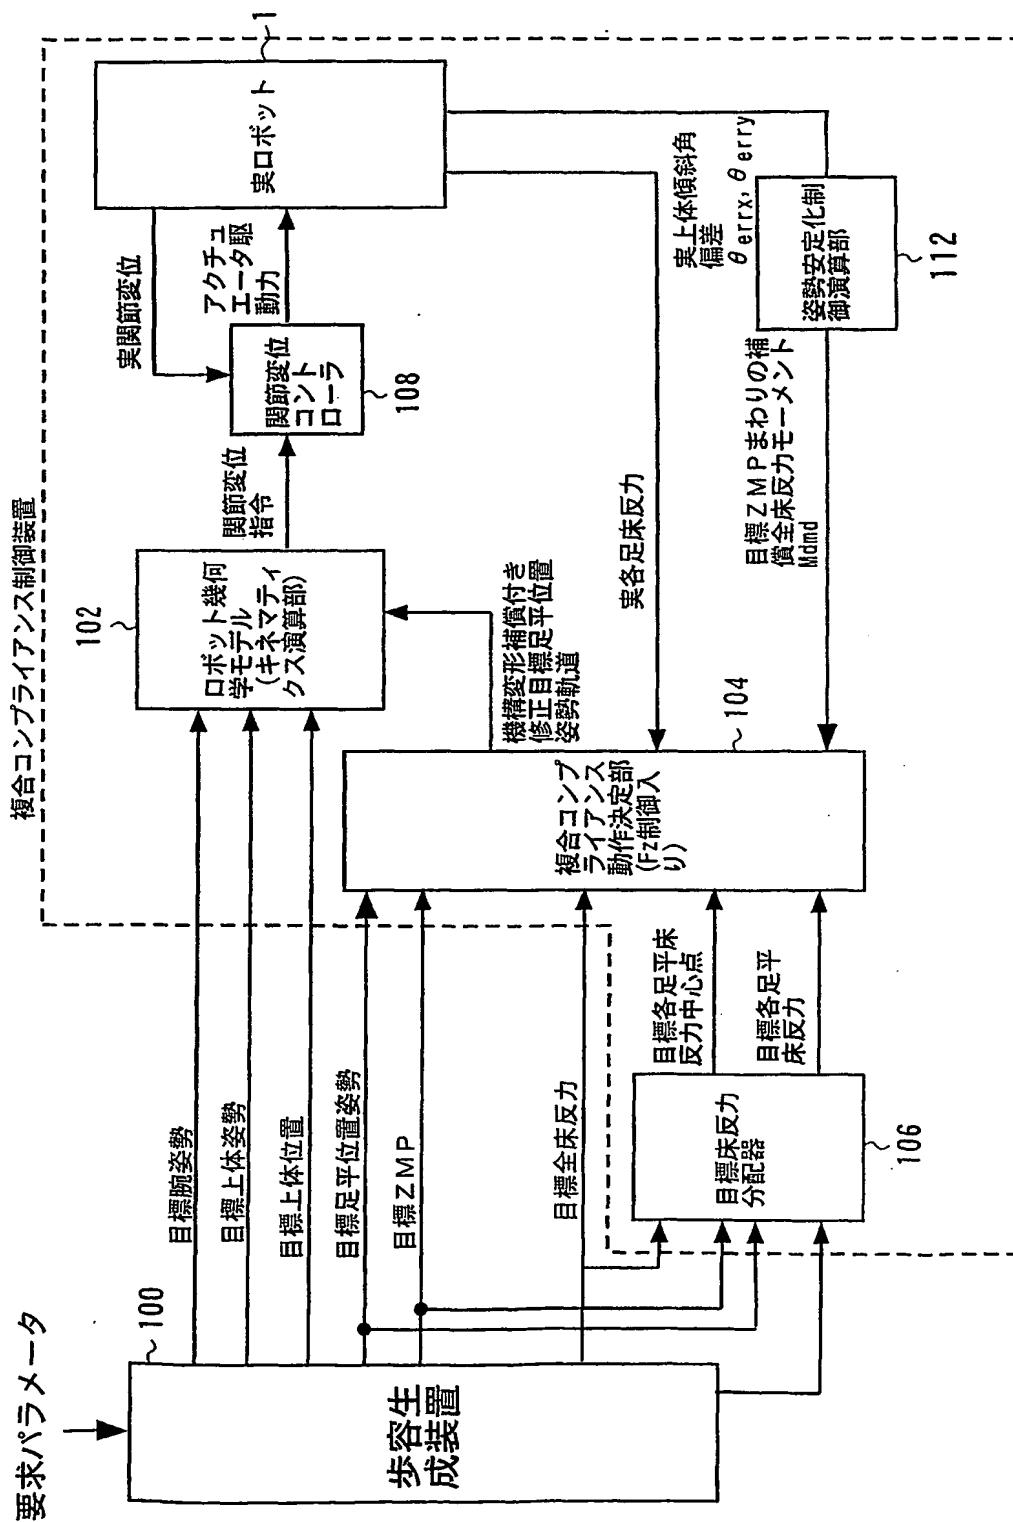 要求パラメータ
100
歩容生
成装置
目標腕姿勢
目標上体姿勢
目標上体位置
目標足平位置姿勢
目標ZMP
目標全床反力
目標床反力
分配器
106
目標各足平床
反力中心点
目標各足平
床反力
複合コンプライアンス制御装置
102
ロボット幾何
学モデル
(キネマティ
クス演算部)
複合コンプ
ライアンス
動作決定部
(Fz制御入
り)
104
機構変形補償付き
修正目標足平位置
姿勢軌道
関節変位
指令
関節変位
コント
ローラ
108
実関節変位
アクチュ
エータ駆
動力
実ロボット
1
実各足床反力
目標ZMPまわりの補
償全床反力モーメント
Mdmd
姿勢安定化制
御演算部
112
実上体傾斜角
偏差
θerrx, θerry